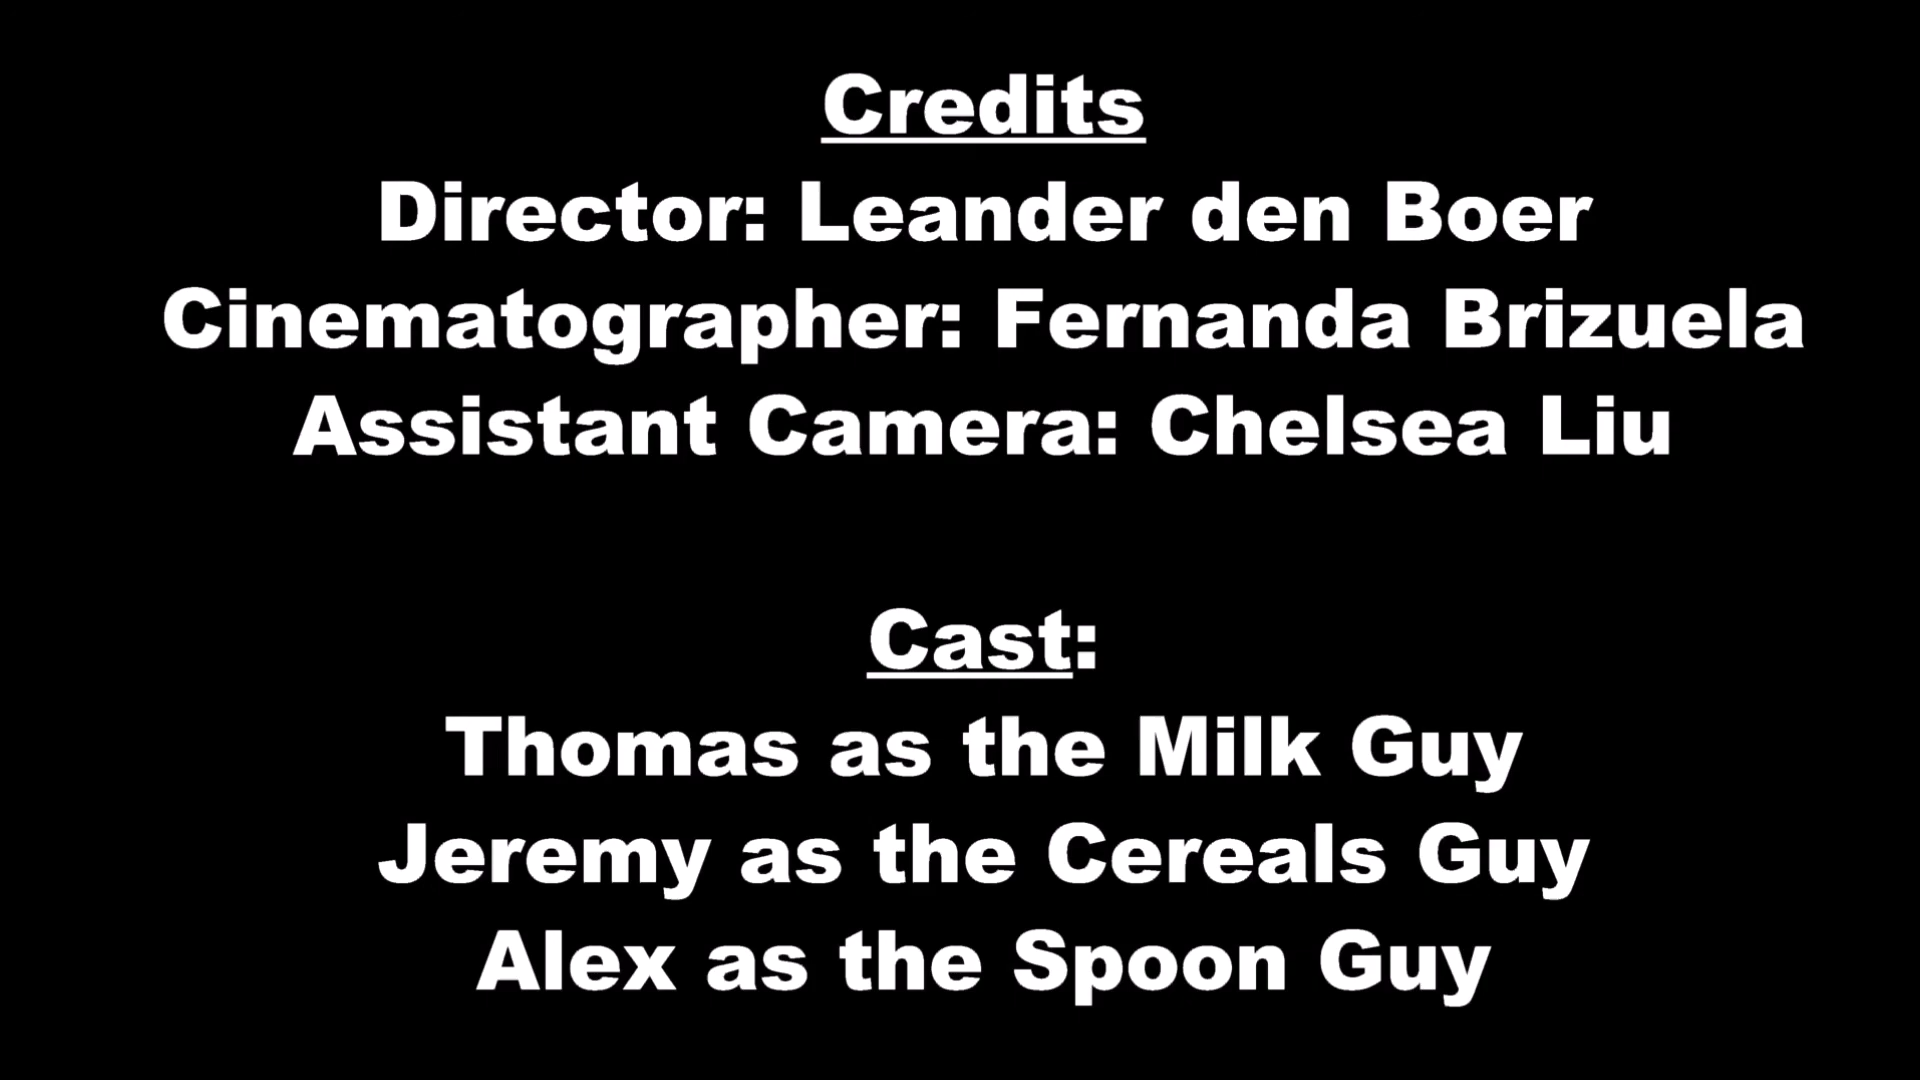 Credits
Director: Leander den Boer
Cinematographer: Fernanda Brizuela
Assistant Camera: Chelsea Liu
Cast:
Thomas as the Milk Guy
Jeremy as the Cereals Guy
Alex as the Spoon Guy